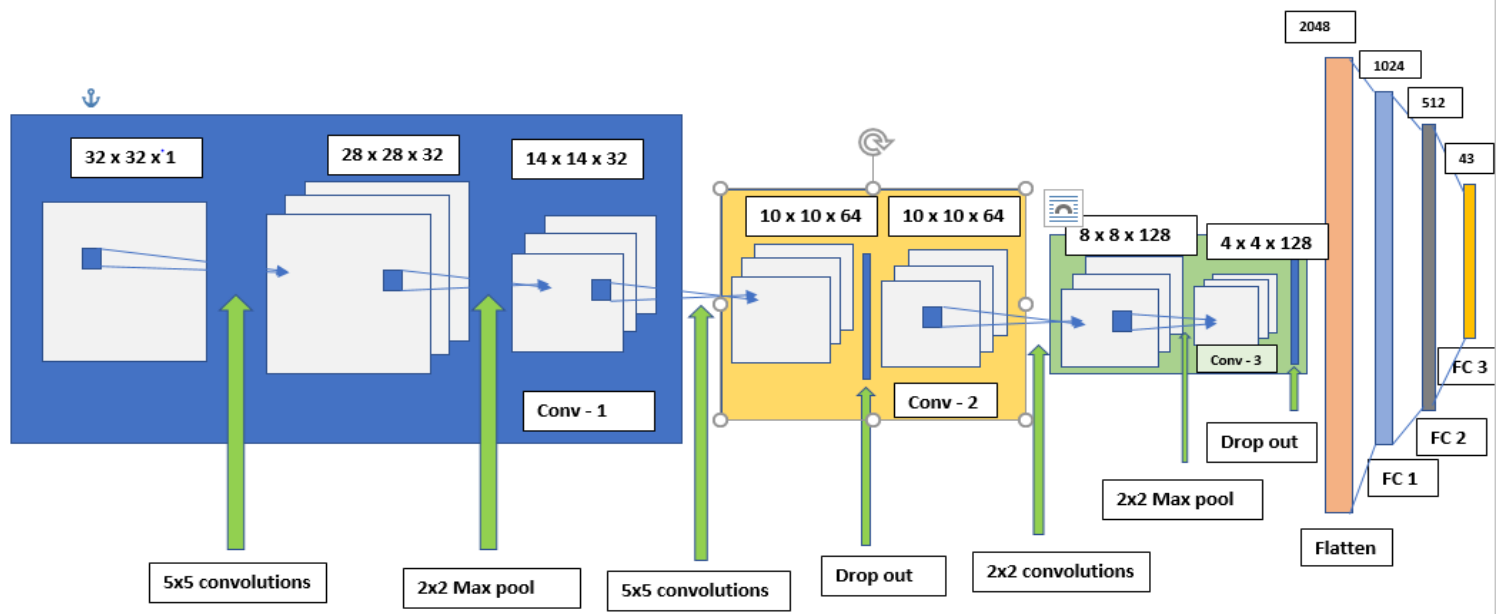 2048
1024
512
43
32 x 32 x 1
28 x 28 x 32
14 x 14 x 32
10 x 10 x 64
10 x 10 x 64
8 x 8 x 128
4 x 4 x 128
Conv - 1
Conv - 2
Conv - 3
FC 3
FC 2
FC 1
Drop out
2x2 Max pool
Flatten
5x5 convolutions
2x2 Max pool
5x5 convolutions
Drop out
2x2 convolutions